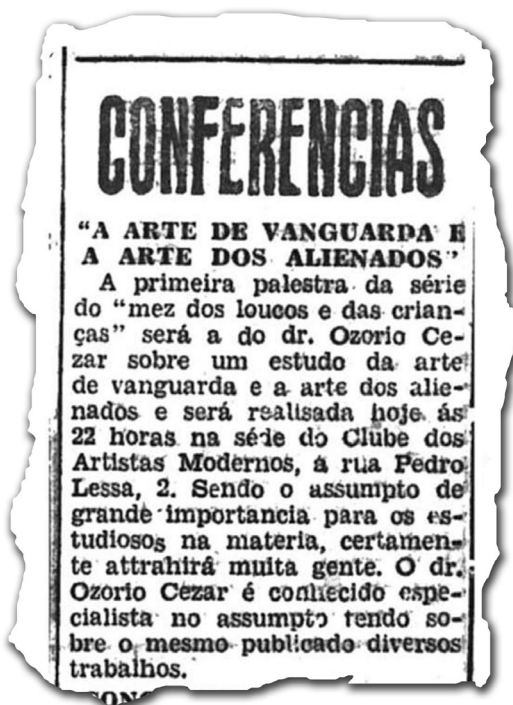 CONFERENCIAS
"A ARTE DE VANGUARDA E
A ARTE DOS ALIENADOS"
A primeira palestra da série
do "mez dos loucos e das crian-
ças" será a do dr. Ozorio Ce-
zar sobre um estudo da arte
de vanguarda e a arte dos alie-
nados e será realisada hoje ás
22 horas na séde do Clube dos
Artistas Modernos, á rua Pedro
Lessa, 2. Sendo o assumpto de
grande importancia para os es-
tudiosos na materia, certamen-
te attrahirá muita gente. O dr.
Ozorio Cezar é conhecido espe-
cialista no assumpto tendo so-
bre o mesmo publicado diversos
trabalhos.